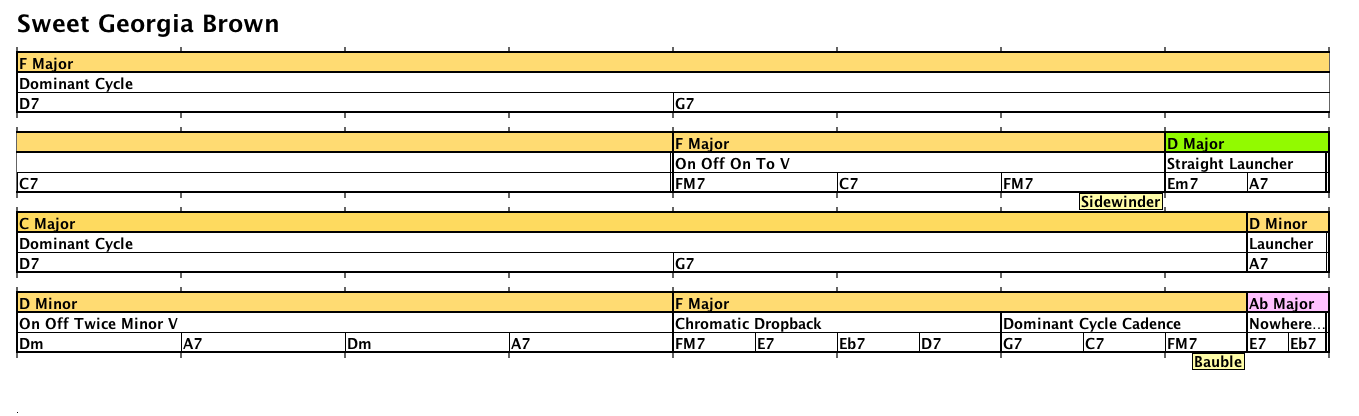 Sweet Georgia Brown
F Major
Dominant Cycle
D7 G7
F Major D Major
On Off On To V Straight Launcher
C7 FM7 C7 FM7 Em7 A7
Sidewinder
C Major D Minor
Dominant Cycle Launcher
D7 G7 A7
D Minor F Major Ab Major
On Off Twice Minor V Chromatic Dropback Dominant Cycle Cadence Nowhere...
Dm A7 Dm A7 FM7 E7 Eb7 D7 G7 C7 FM7 E7 Eb7
Bauble